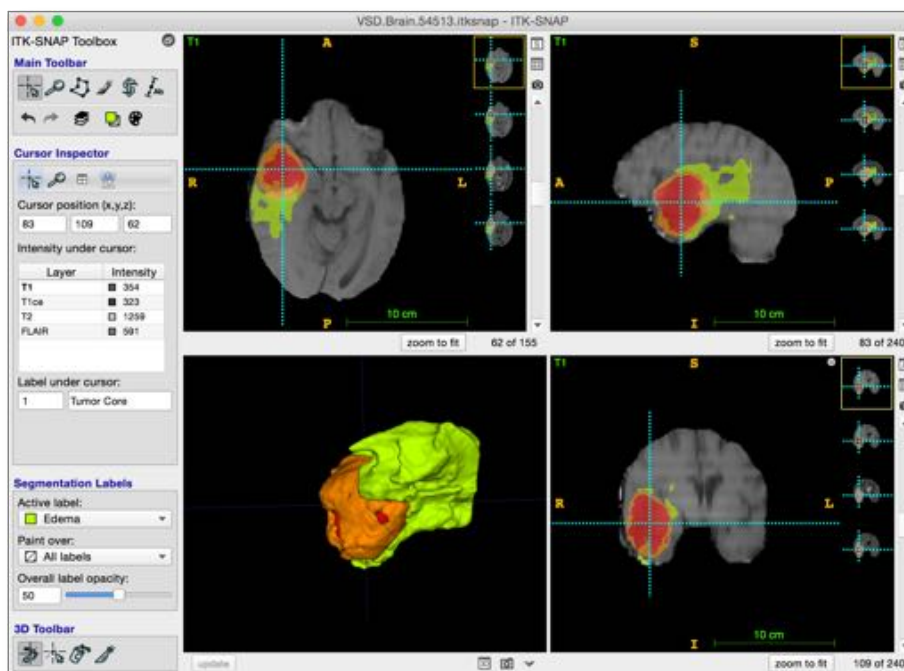 VSD.Brain.54513.itksnap - ITK-SNAP
ITK-SNAP Toolbox
Main Toolbar
Cursor Inspector
Cursor position (x,y,z):
83 109 62
Intensity under cursor:
Layer Intensity
T1 354
T1ce 323
T2 1259
FLAIR 591
Label under cursor:
1 Tumor Core
Segmentation Labels
Active label:
Edema
Paint over:
All labels
Overall label opacity:
50
3D Toolbar
T1
A
R
L
P
10 cm
zoom to fit 62 of 155
T1
S
A
P
I
10 cm
zoom to fit 83 of 240
update
T1
S
R
L
I
10 cm
zoom to fit 109 of 240